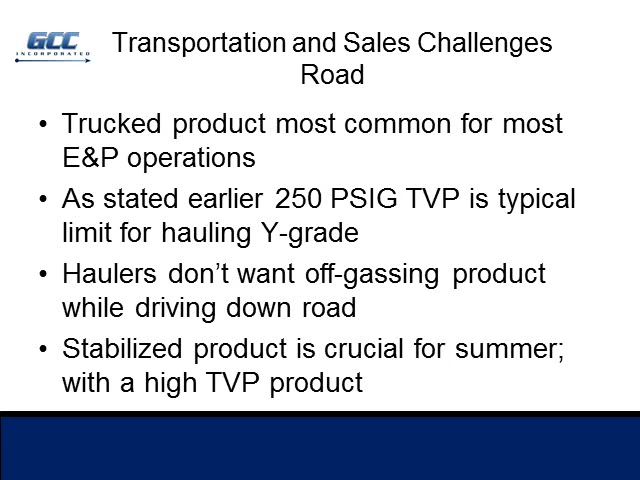 GCC
INCORPORATED
Transportation and Sales Challenges
Road
• Trucked product most common for most
E&P operations
• As stated earlier 250 PSIG TVP is typical
limit for hauling Y-grade
• Haulers don’t want off-gassing product
while driving down road
• Stabilized product is crucial for summer;
with a high TVP product